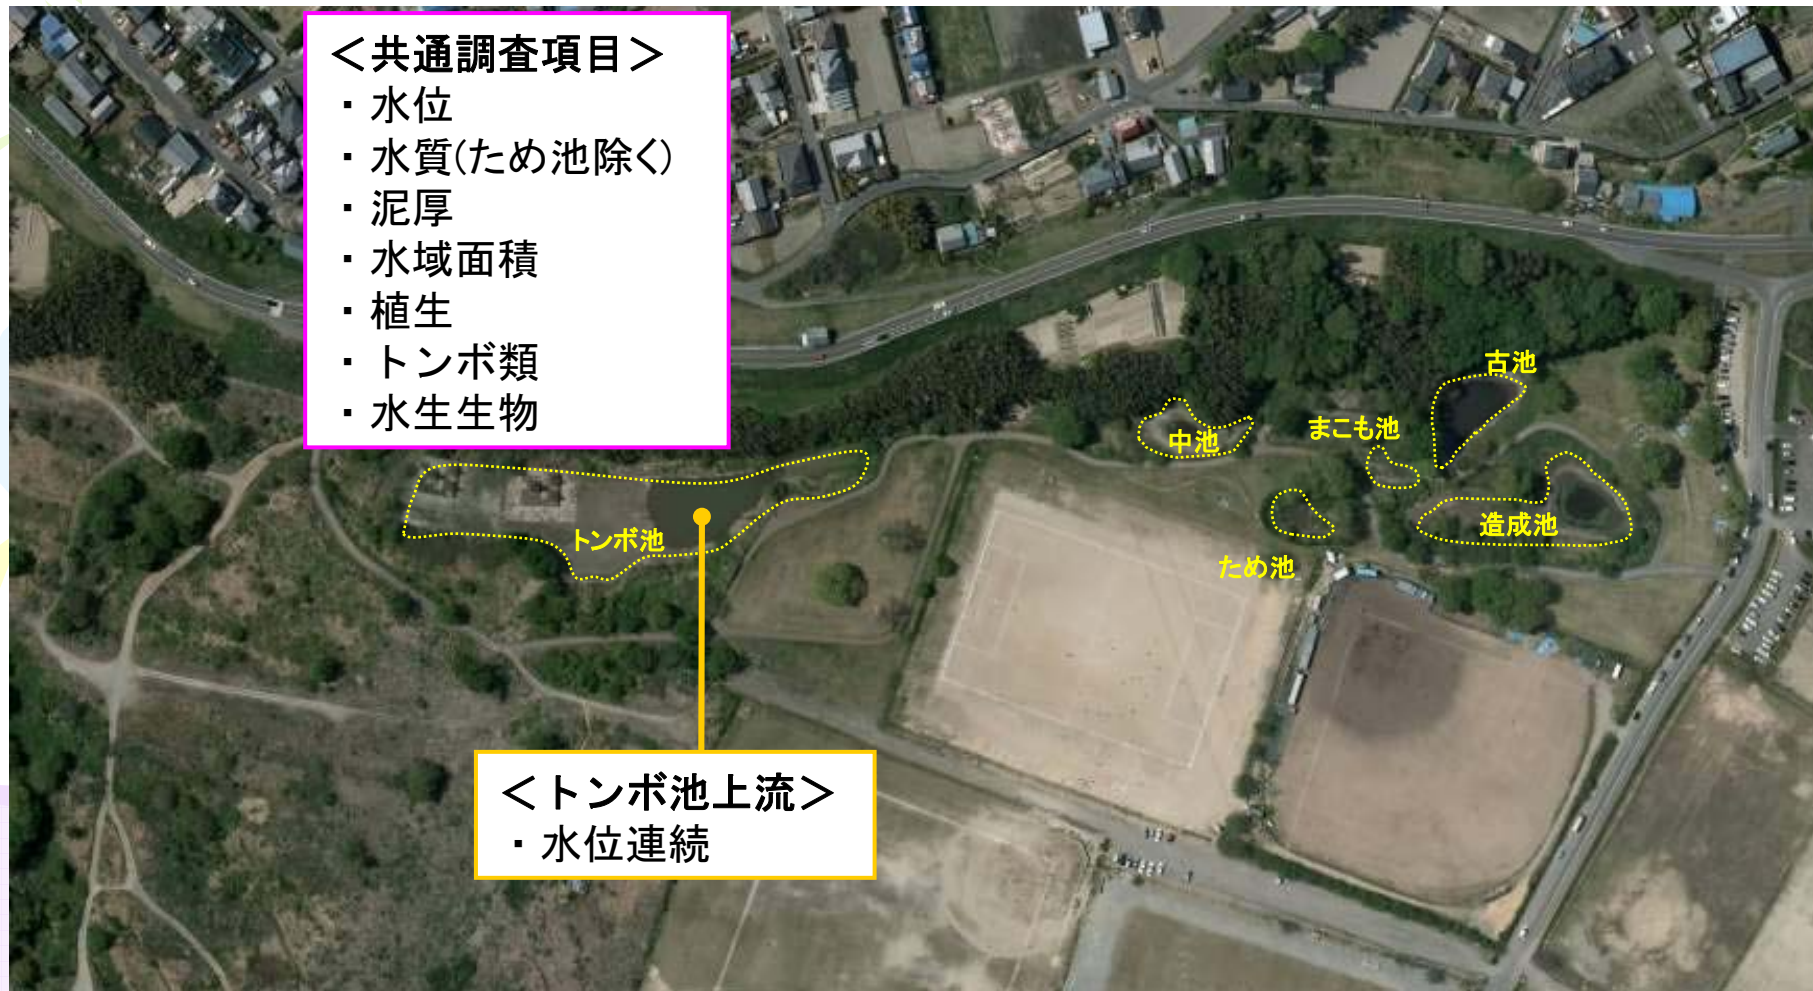 ＜共通調査項目＞
・水位
・水質(ため池除く)
・泥厚
・水域面積
・植生
・トンボ類
・水生生物
古池
まこも池
中池
造成池
トンボ池
ため池
＜トンボ池上流＞
・水位連続